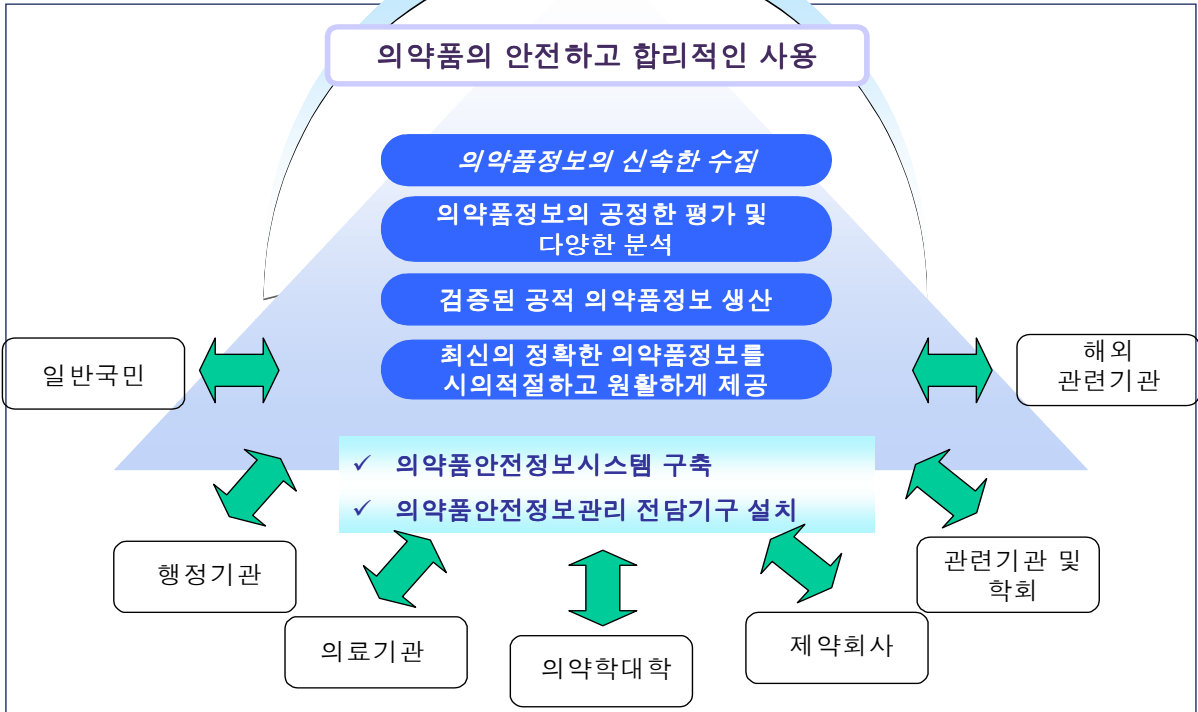 의약품의 안전하고 합리적인 사용
의약품정보의 신속한 수집
의약품정보의 공정한 평가 및
다양한 분석
검증된 공적 의약품정보 생산
최신의 정확한 의약품정보를
시의적절하고 원활하게 제공
일반국민
해외
관련기관
✓ 의약품안전정보시스템 구축
✓ 의약품안전정보관리 전담기구 설치
행정기관
의료기관
의약학대학
제약회사
관련기관 및
학회